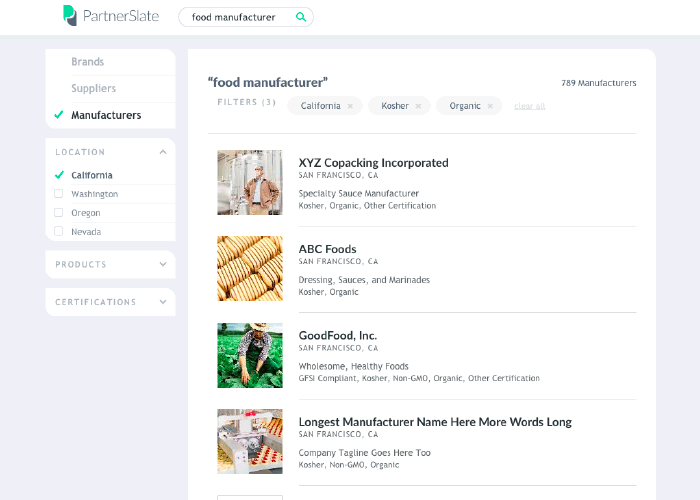 PartnerSlate
food manufacturer
Brands
Suppliers
Manufacturers
LOCATION
California
Washington
Oregon
Nevada
PRODUCTS
CERTIFICATIONS
“food manufacturer”
789 Manufacturers
FILTERS (3)
California ×
Kosher ×
Organic ×
clear all
XYZ Copacking Incorporated
SAN FRANCISCO, CA
Specialty Sauce Manufacturer
Kosher, Organic, Other Certification
ABC Foods
SAN FRANCISCO, CA
Dressing, Sauces, and Marinades
Kosher, Organic
GoodFood, Inc.
SAN FRANCISCO, CA
Wholesome, Healthy Foods
GFSI Compliant, Kosher, Non-GMO, Organic, Other Certification
Longest Manufacturer Name Here More Words Long
SAN FRANCISCO, CA
Company Tagline Goes Here Too
Kosher, Non-GMO, Organic